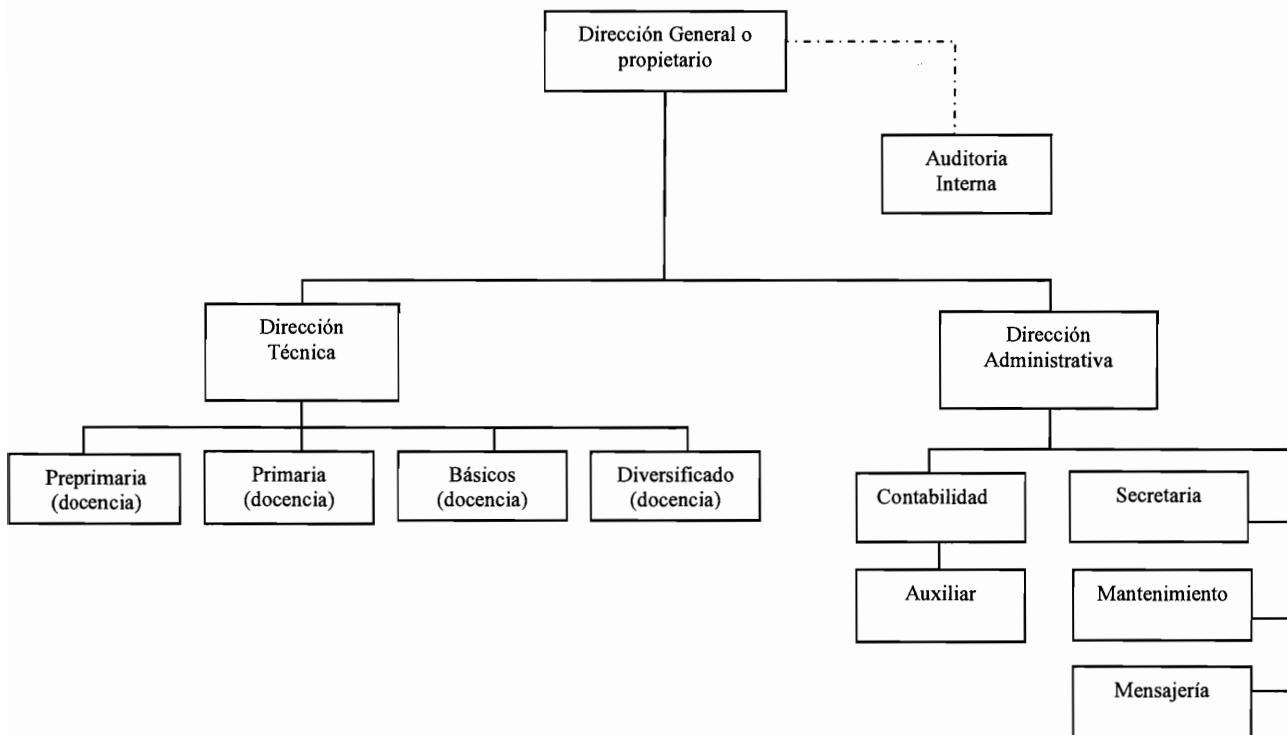 Dirección General o
propietario
Auditoria
Interna
Dirección
Técnica
Dirección
Administrativa
Preprimaria
(docencia)
Primaria
(docencia)
Básicos
(docencia)
Diversificado
(docencia)
Contabilidad
Secretaria
Auxiliar
Mantenimiento
Mensajería